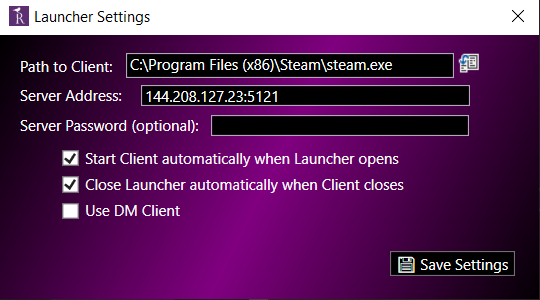 R
Launcher Settings
Path to Client: C:\Program Files (x86)\Steam\steam.exe
Server Address: 144.208.127.23:5121
Server Password (optional):
Start Client automatically when Launcher opens
Close Launcher automatically when Client closes
Use DM Client
Save Settings